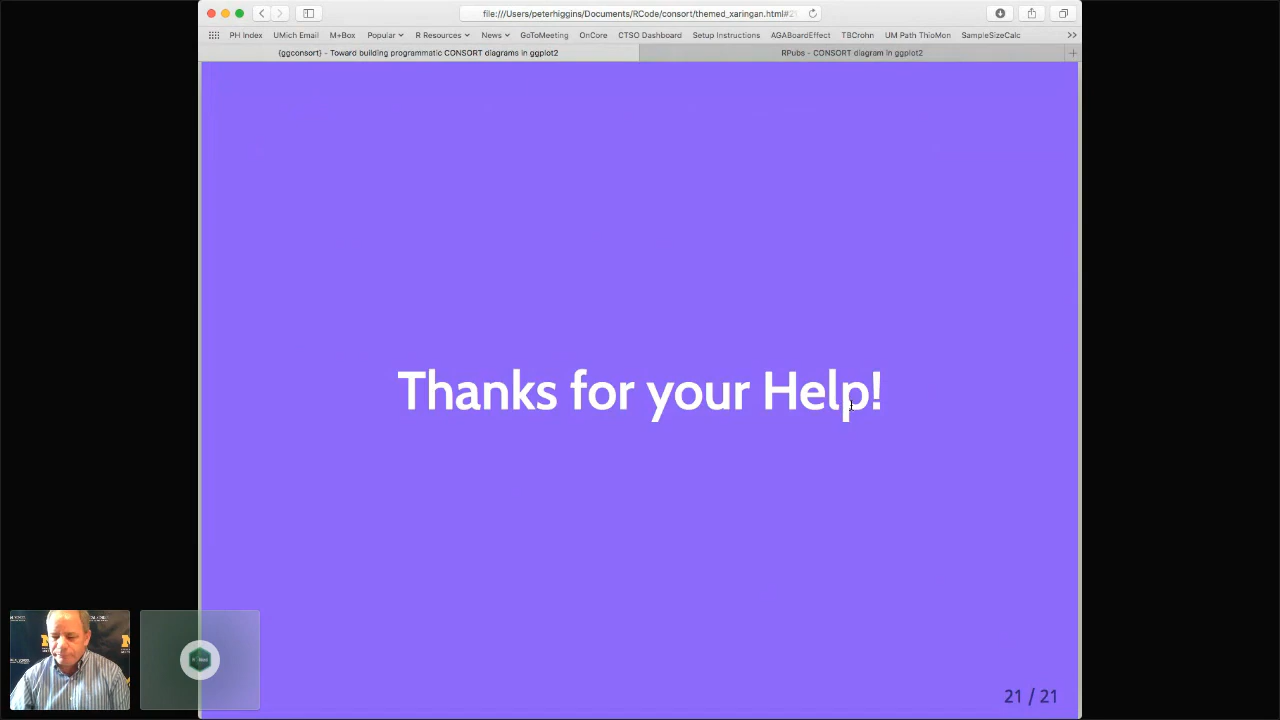 file:///Users/peterhiggins/Documents/RCode/consort/themed_xaringan.html#21
PH Index UMich Email M+Box Popular R Resources News GoToMeeting OnCore CTSO Dashboard Setup Instructions AGABoardEffect TBCrohn UM Path ThioMon SampleSizeCalc >>
{ggconsort} - Toward building programmatic CONSORT diagrams in ggplot2
RPubs - CONSORT diagram in ggplot2
Thanks for your Help!
21 / 21